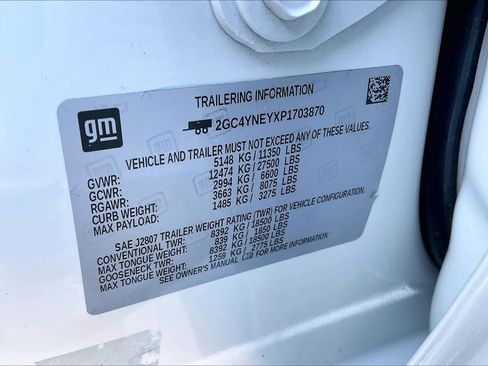 TRAILERING INFORMATION
gm
2GC4YNEYXP1703870
VEHICLE AND TRAILER MUST NOT EXCEED ANY OF THESE VALUES
GVWR: 5148 KG/11350 LBS
GCWR: 12474 KG/27500 LBS
RGAWR: 2994 KG/ 6600 LBS
CURB WEIGHT: 3663 KG/ 8075 LBS
MAX PAYLOAD: 1485 KG/ 3275 LBS
SAE J2807 TRAILER WEIGHT RATING (TWR) FOR VEHICLE CONFIGURATION.
CONVENTIONAL TWR: 8392 KG/ 18500 LBS
MAX TONGUE WEIGHT: 839 KG/ 1850 LBS
GOOSENECK TWR: 8392 KG/ 18500 LBS
MAX TONGUE WEIGHT: 1259 KG/ 2775 LBS
SEE OWNER'S MANUAL FOR MORE INFORMATION